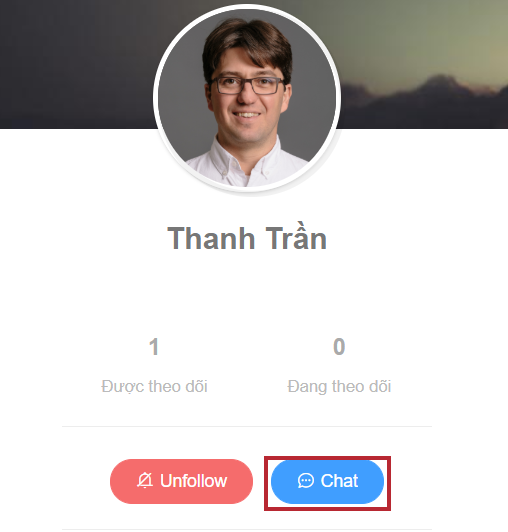 Thanh Trần
1
0
Được theo dõi
Đang theo dõi
Unfollow
Chat